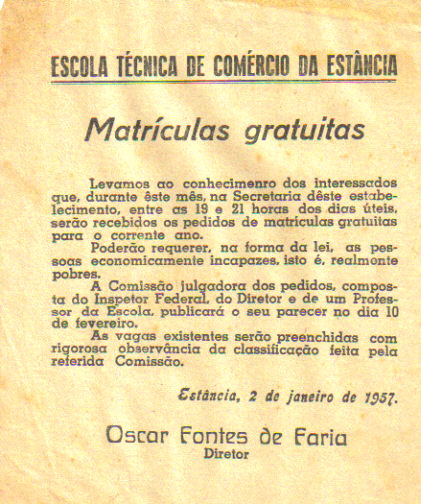 ESCOLA TÉCNICA DE COMÉRCIO DA ESTÂNCIA
Matrículas gratuitas
Levamos ao conhecimenro dos interessados
que, durante êste mês, na Secretaria dêste estabe-
lecimento, entre as 19 e 21 horas dos dias úteis,
serão recebidos os pedidos de matriculas gratuitas
para o corrente ano.
Poderão requerer, na forma da lei, as pes-
soas economicamente incapazes, isto é, realmente
pobres.
A Comissão julgadora dos pedidos, compos-
ta do Inspetor Federal, do Diretor e de um Profes-
sor da Escola, publicará o seu parecer no dia 10
de fevereiro.
As vagas existentes serão preenchidas com
rigorosa observância da classificação feita pela
referida Comissão.
Estância, 2 de janeiro de 1957.
Oscar Fontes de Faria
Diretor